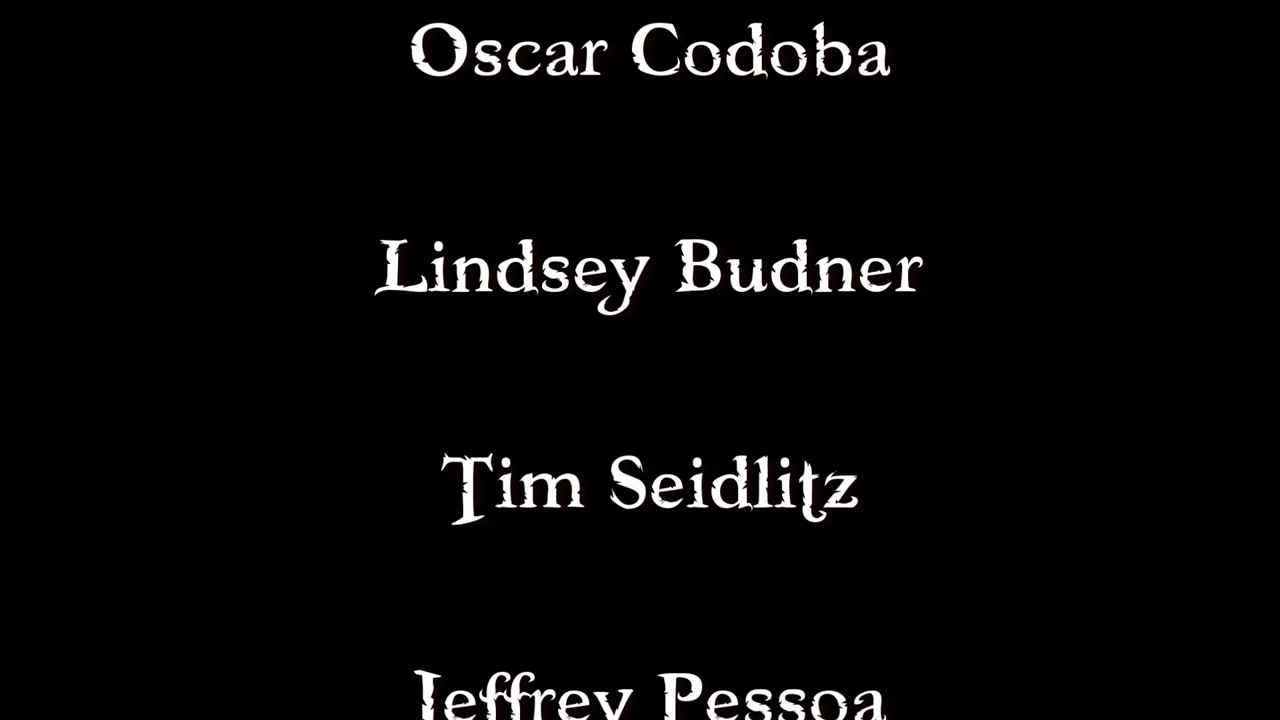 Oscar Codoba
Lindsey Budner
Tim Seidlitz
Jeffrey Pessoa